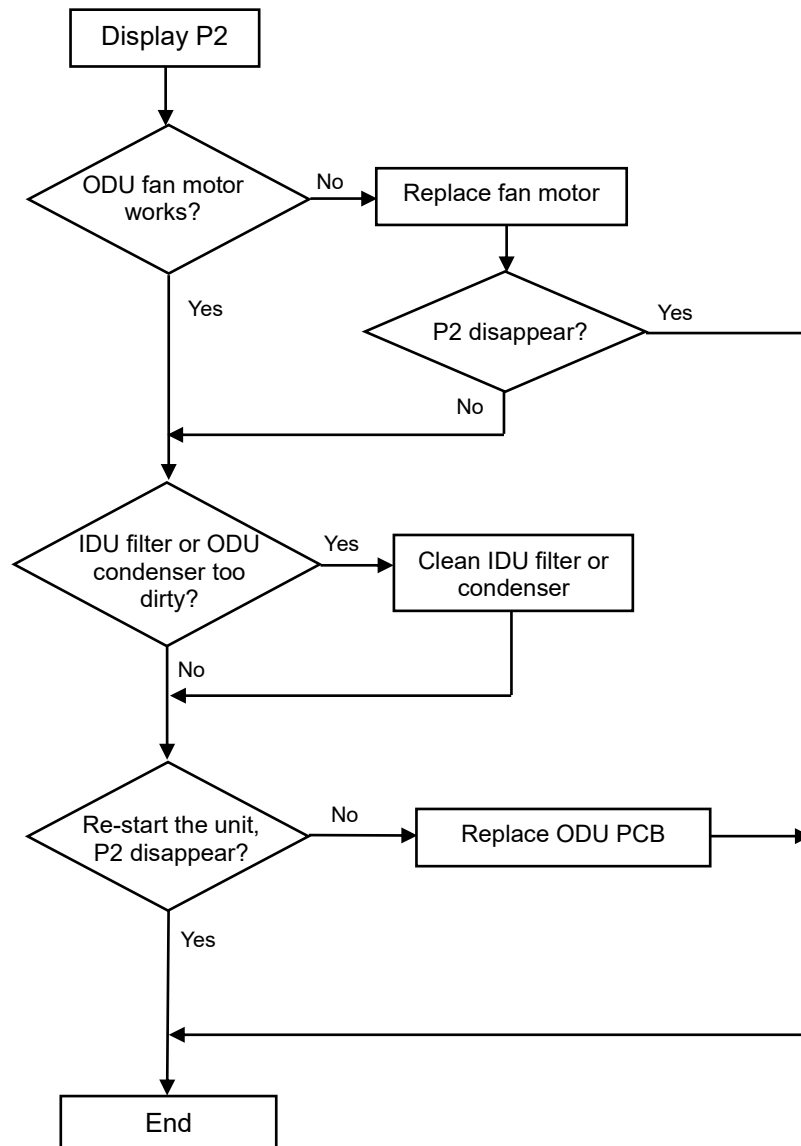 Display P2
ODU fan motor
works?
No
Replace fan motor
Yes
P2 disappear?
Yes
No
IDU filter or ODU
condenser too
dirty?
Yes
Clean IDU filter or
condenser
No
Re-start the unit,
P2 disappear?
No
Replace ODU PCB
Yes
End